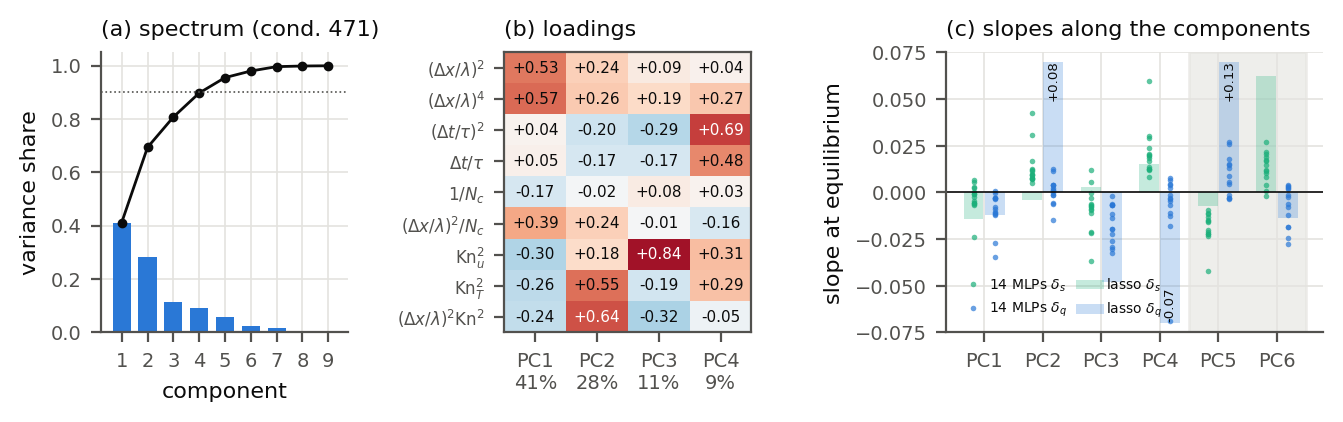 (a) spectrum (cond. 471)
variance share
1.0
0.8
0.6
0.4
0.2
0.0
1 2 3 4 5 6 7 8 9
component
(b) loadings
(Δx/λ)² +0.53 +0.24 +0.09 +0.04
(Δx/λ)⁴ +0.57 +0.26 +0.19 +0.27
(Δt/τ)² +0.04 -0.20 -0.29 +0.69
Δt/τ +0.05 -0.17 -0.17 +0.48
1/N_c -0.17 -0.02 +0.08 +0.03
(Δx/λ)²/N_c +0.39 +0.24 -0.01 -0.16
Kn²_u -0.30 +0.18 +0.84 +0.31
Kn²_T -0.26 +0.55 -0.19 +0.29
(Δx/λ)²Kn² -0.24 +0.64 -0.32 -0.05
PC1 PC2 PC3 PC4
41% 28% 11% 9%
(c) slopes along the components
slope at equilibrium
0.075
0.050
0.025
0.000
−0.025
−0.050
−0.075
+0.08
+0.13
-0.07
14 MLPs δ_s lasso δ_s
14 MLPs δ_q lasso δ_q
PC1 PC2 PC3 PC4 PC5 PC6